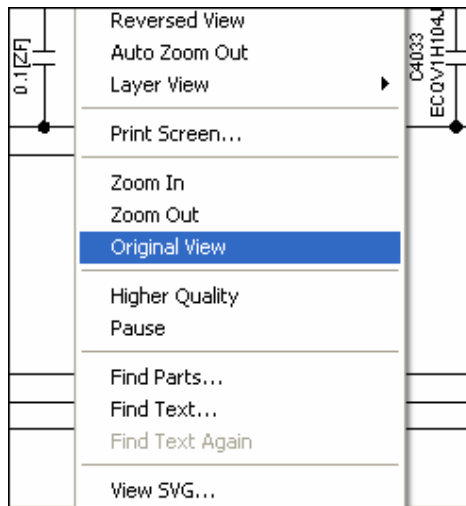 Reversed View
Auto Zoom Out
Layer View
Print Screen...
Zoom In
Zoom Out
Original View
Higher Quality
Pause
Find Parts...
Find Text...
Find Text Again
View SVG...
0.1[ZF]
C4033
ECQV1H104J